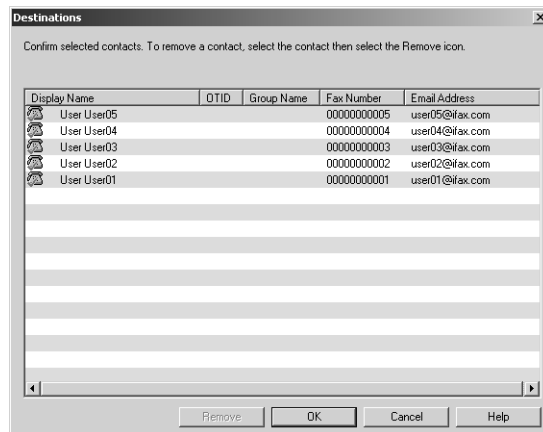 Destinations
Confirm selected contacts. To remove a contact, select the contact then select the Remove icon.
Display Name OTID Group Name Fax Number Email Address
User User05 00000000005 user05@ifax.com
User User04 00000000004 user04@ifax.com
User User03 00000000003 user03@ifax.com
User User02 00000000002 user02@ifax.com
User User01 00000000001 user01@ifax.com
Remove OK Cancel Help